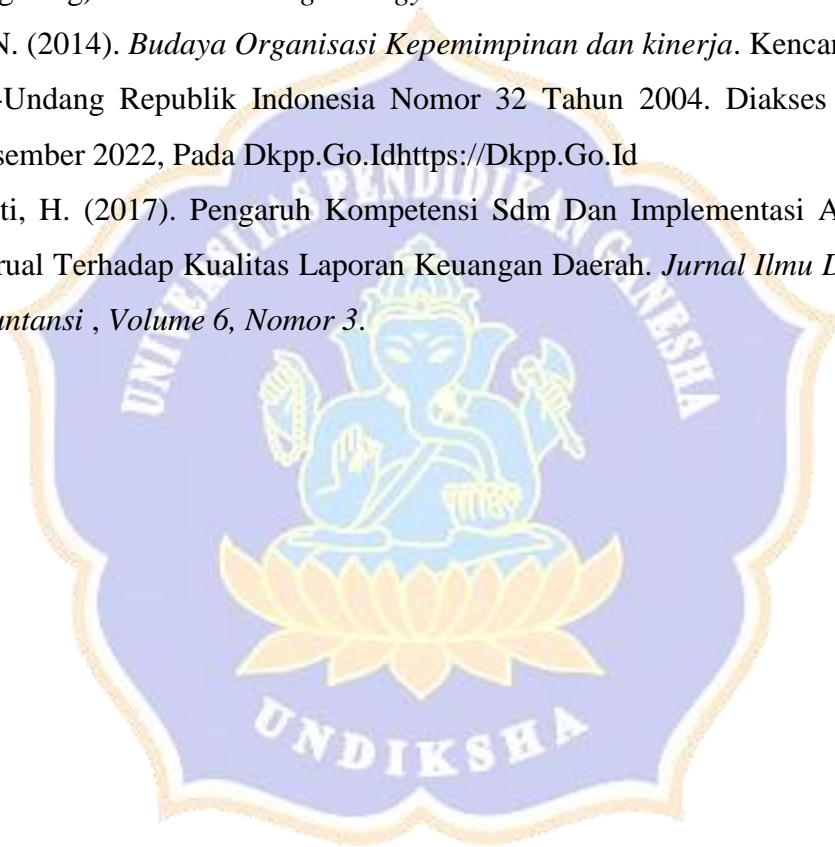 N. (2014). Budaya Organisasi Kepemimpinan dan kinerja. Kencan
-Undang Republik Indonesia Nomor 32 Tahun 2004. Diakses
sember 2022, Pada Dkpp.Go.Idhttps://Dkpp.Go.Id
ti, H. (2017). Pengaruh Kompetensi Sdm Dan Implementasi A
rual Terhadap Kualitas Laporan Keuangan Daerah. Jurnal Ilmu D
untansi , Volume 6, Nomor 3.
UNIVERSITAS PENDIDIKAN GANESHA
UNDIKSHA